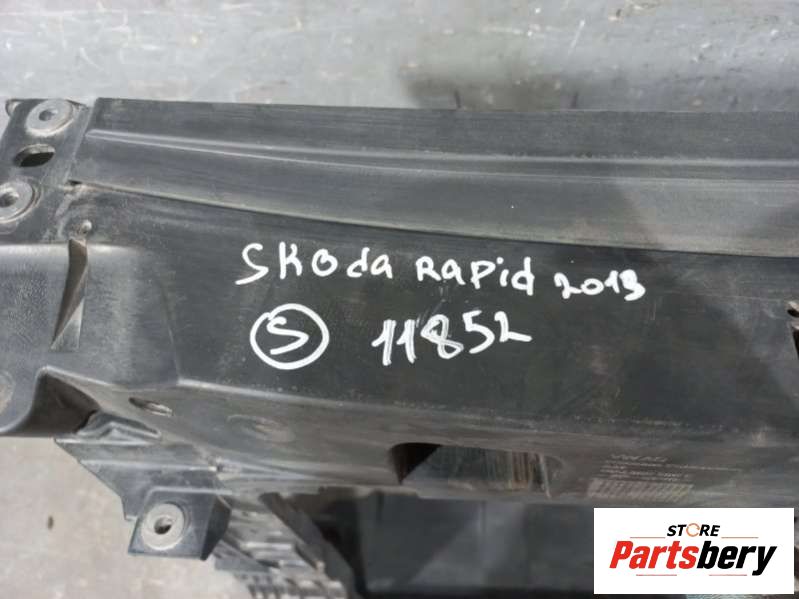 SKODA RAPID 2013
S 11852
STORE
Partsbery